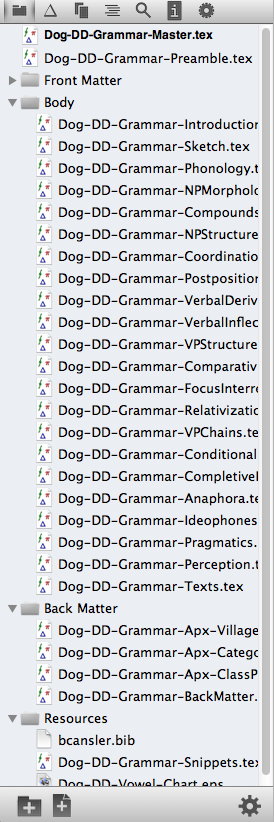 Dog-DD-Grammar-Master.tex
Dog-DD-Grammar-Preamble.tex
Front Matter
Body
Dog-DD-Grammar-Introduction
Dog-DD-Grammar-Sketch.tex
Dog-DD-Grammar-Phonology.
Dog-DD-Grammar-NPMorpholo
Dog-DD-Grammar-Compounds
Dog-DD-Grammar-NPStructure
Dog-DD-Grammar-Coordinatio
Dog-DD-Grammar-Postposition
Dog-DD-Grammar-VerbalDeriv
Dog-DD-Grammar-VerbalInflec
Dog-DD-Grammar-VPStructure
Dog-DD-Grammar-Comparativ
Dog-DD-Grammar-FocusInterro
Dog-DD-Grammar-Relativizatio
Dog-DD-Grammar-VPChains.te
Dog-DD-Grammar-Conditional
Dog-DD-Grammar-CompletiveI
Dog-DD-Grammar-Anaphora.te
Dog-DD-Grammar-Ideophones
Dog-DD-Grammar-Pragmatics.
Dog-DD-Grammar-Perception.t
Dog-DD-Grammar-Texts.tex
Back Matter
Dog-DD-Grammar-Apx-Village
Dog-DD-Grammar-Apx-Catego
Dog-DD-Grammar-Apx-ClassP
Dog-DD-Grammar-BackMatter.
Resources
bcansler.bib
Dog-DD-Grammar-Snippets.tex
Dog-DD-Vowel-Chart.eps